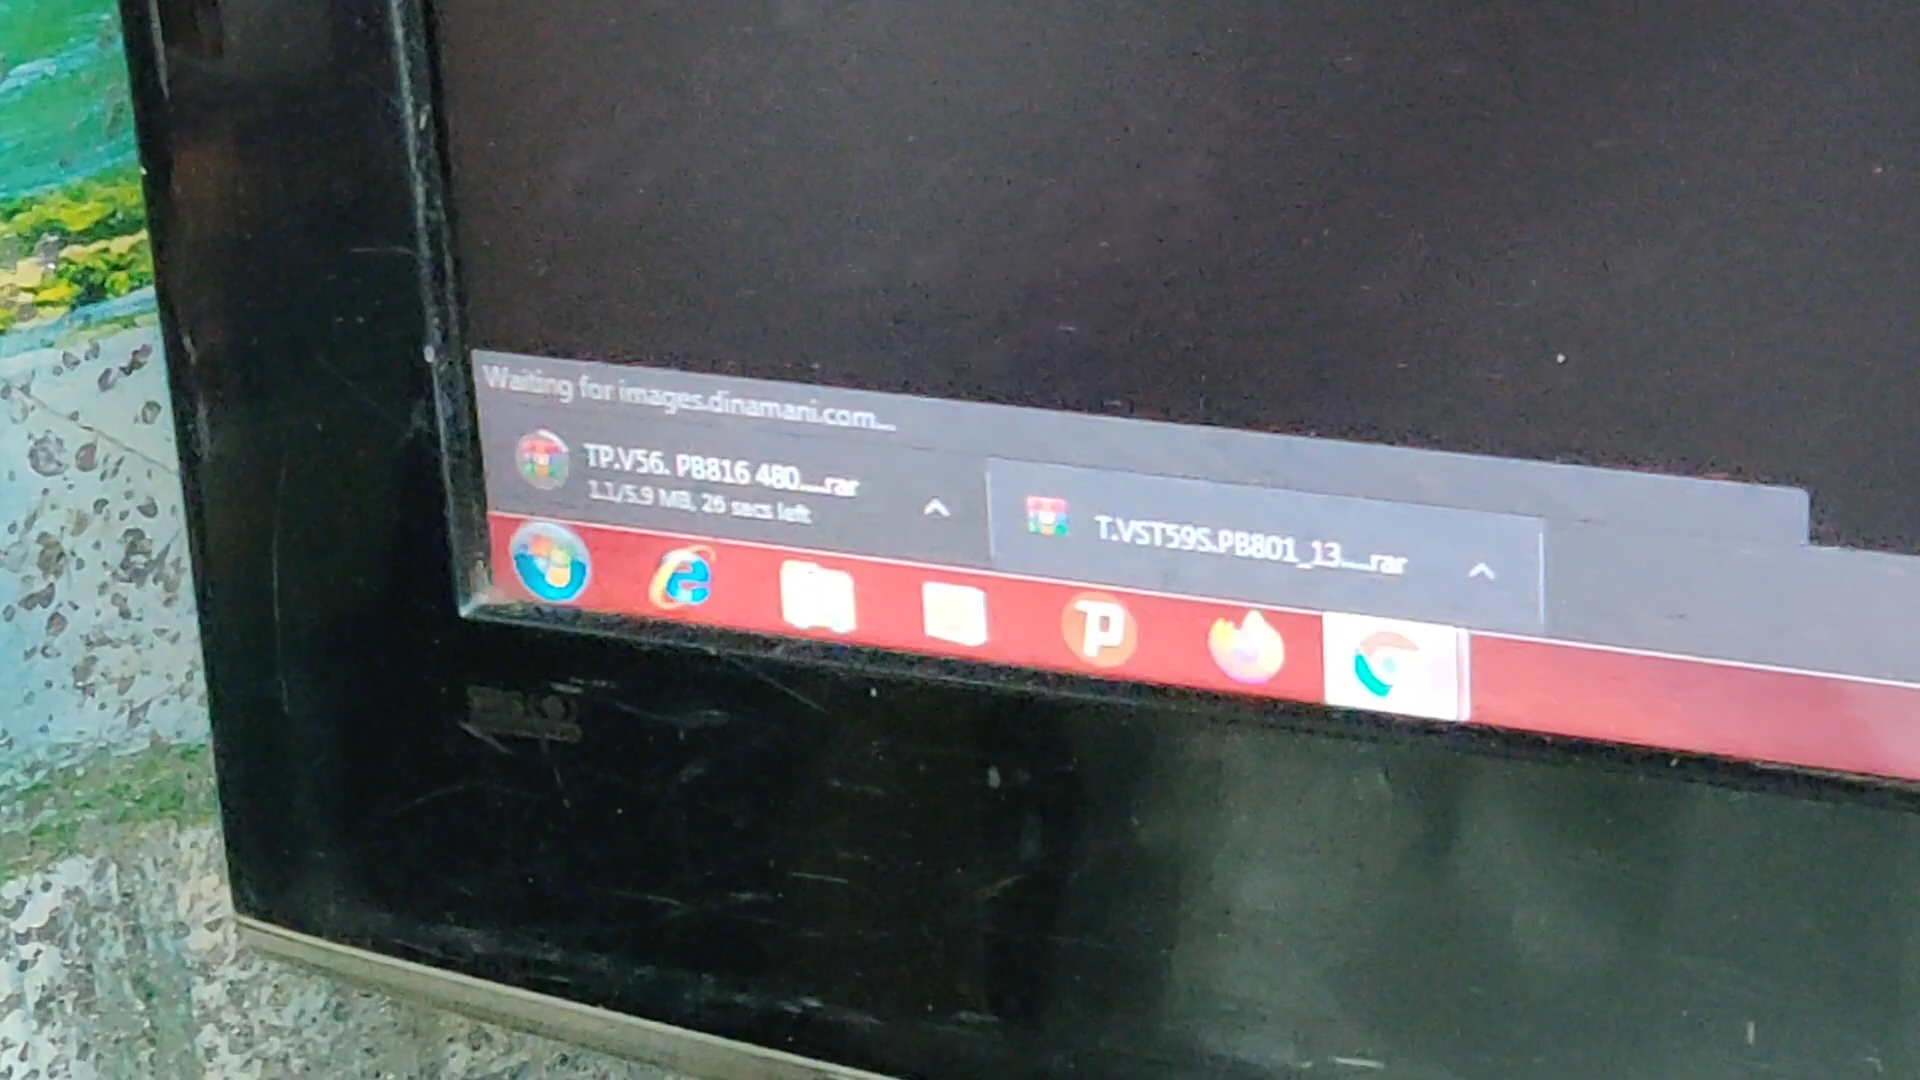 Waiting for images.dinamani.com...
TP.V56. PB816 480....rar
1.1/5.9 MB, 26 secs left
T.VST59S.PB801_13....rar